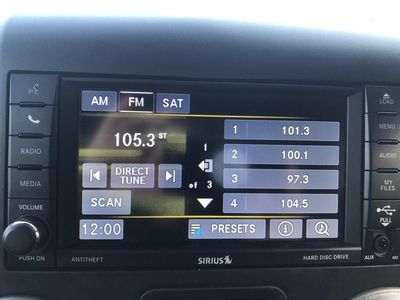 AM FM SAT
LOAD
105.3 ST
1 101.3
MENU
2 100.1
RADIO
1
AUDIO
DIRECT TUNE
MEDIA
of 3
3 97.3
MY FILES
SCAN
4 104.5
VOLUME
12:00
PRESETS
AUX
PUSH ON
ANTITHEFT
SIRIUS
HARD DISC DRIVE